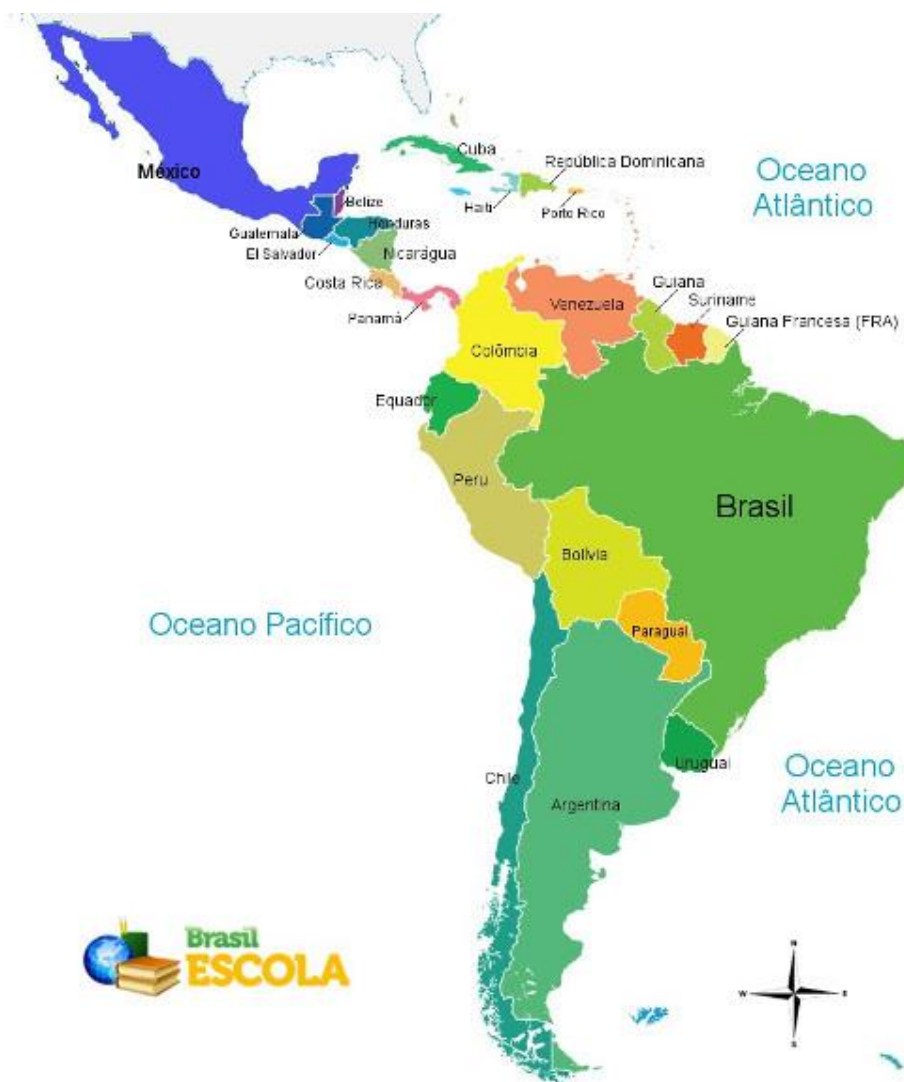 México
Cuba
República Dominicana
Oceano
Atlântico
Haiti
Porto Rico
Belize
Guatemala
Honduras
El Salvador
Nicarágua
Costa Rica
Panamá
Venezuela
Guiana
Suriname
Guiana Francesa (FRA)
Colômbia
Equador
Peru
Brasil
Bolívia
Oceano Pacífico
Paraguai
Chile
Uruguai
Argentina
Oceano
Atlântico
Brasil
ESCOLA
N
W
E
S